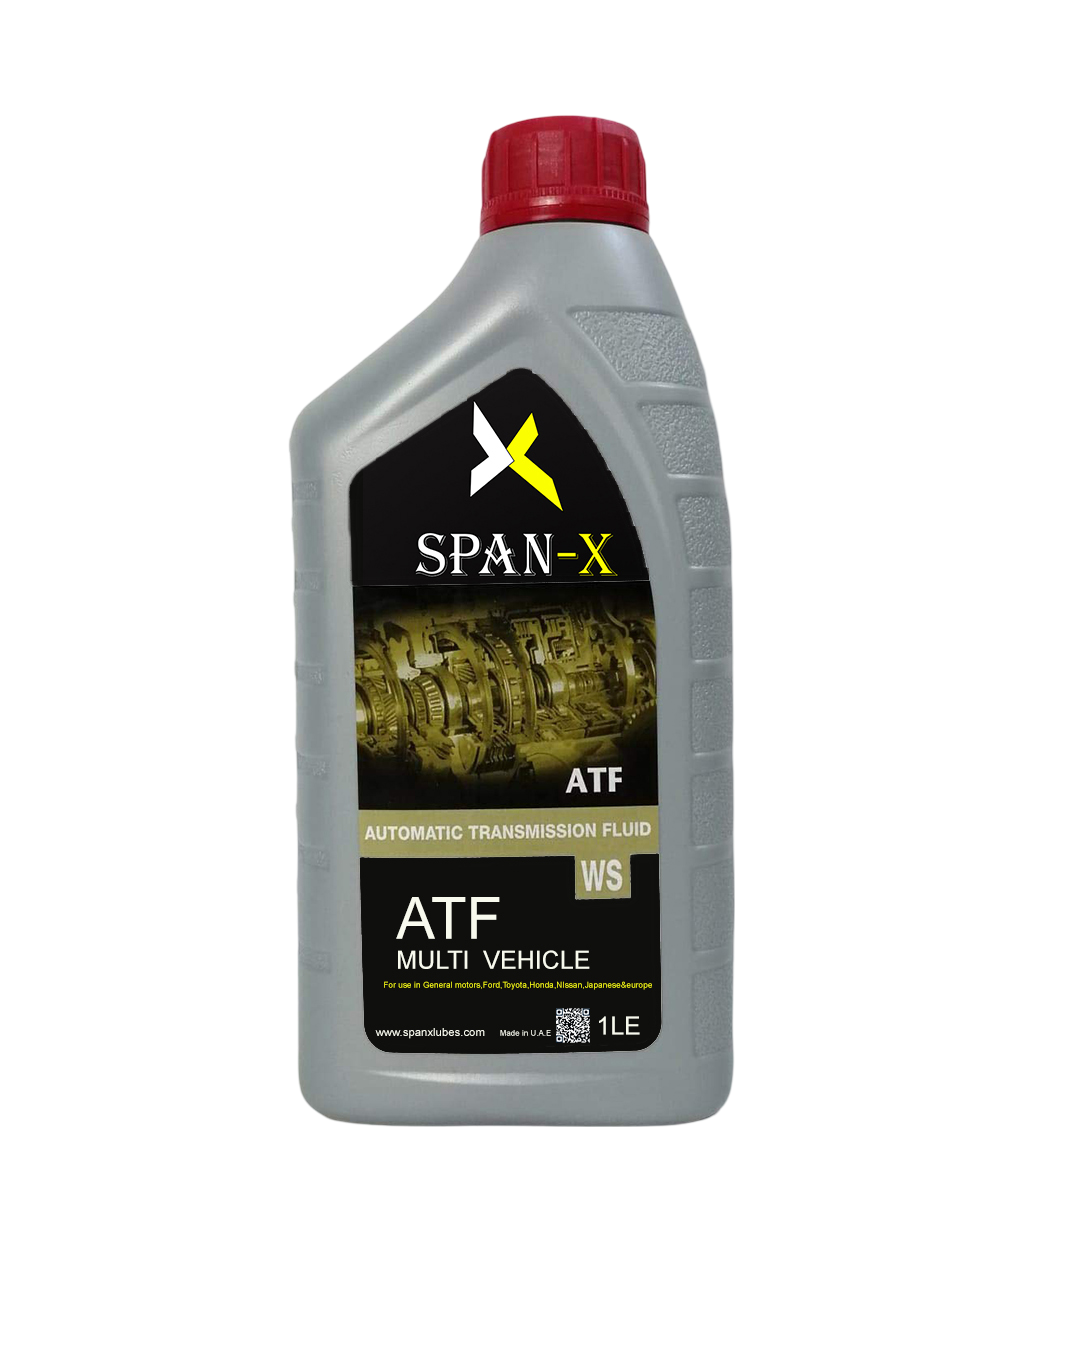 SPAN-X
ATF
AUTOMATIC TRANSMISSION FLUID
WS
ATF
MULTI VEHICLE
For use in General motors,Ford,Toyota,Honda,NIssan,Japanese&europe
www.spanxlubes.com Made in U.A.E 1LE